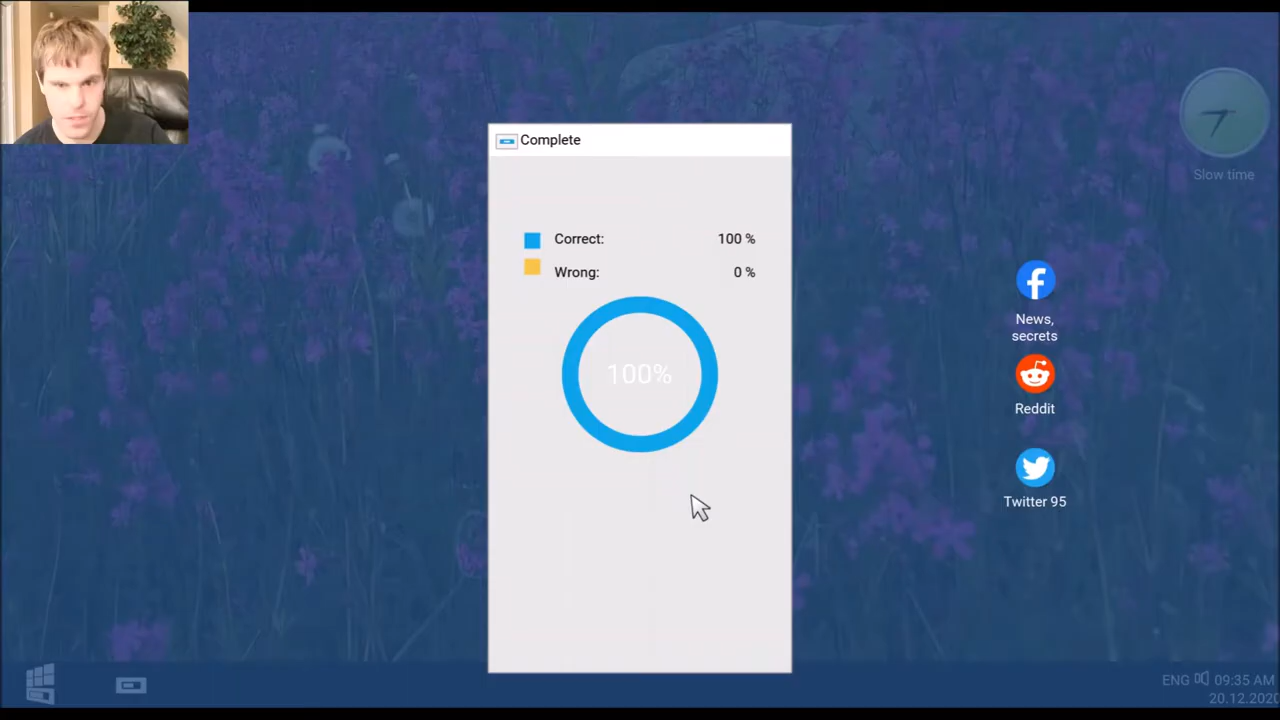 Complete
Correct: 100 %
Wrong: 0 %
100%
Slow time
News,
secrets
Reddit
Twitter 95
ENG 09:35 AM
20.12.2020